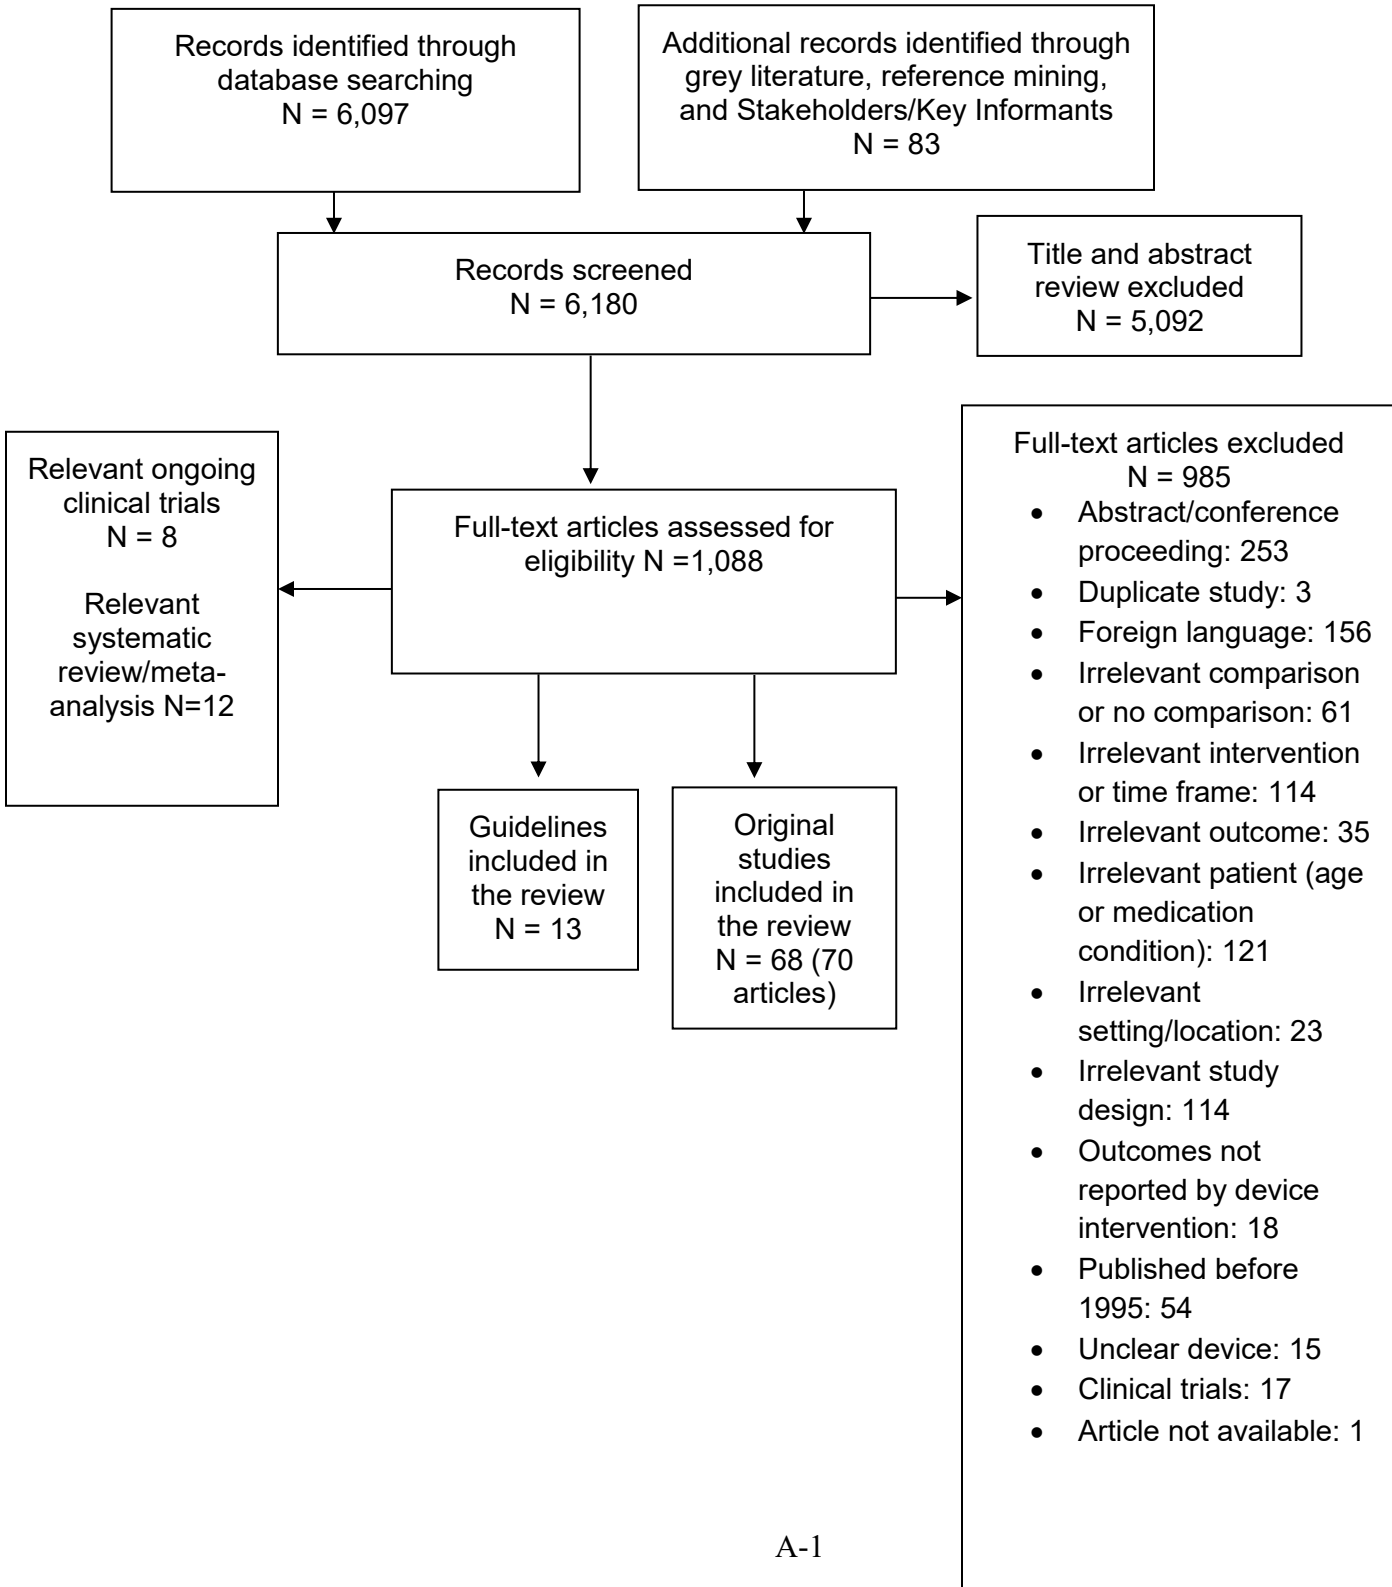 Records identified through
database searching
N = 6,097
Additional records identified through
grey literature, reference mining,
and Stakeholders/Key Informants
N = 83
Records screened
N = 6,180
Title and abstract
review excluded
N = 5,092
Relevant ongoing
clinical trials
N = 8
Relevant
systematic
review/meta-
analysis N=12
Full-text articles assessed for
eligibility N =1,088
Full-text articles excluded
N = 985
• Abstract/conference
proceeding: 253
• Duplicate study: 3
• Foreign language: 156
• Irrelevant comparison
or no comparison: 61
• Irrelevant intervention
or time frame: 114
• Irrelevant outcome: 35
• Irrelevant patient (age
or medication
condition): 121
• Irrelevant
setting/location: 23
• Irrelevant study
design: 114
• Outcomes not
reported by device
intervention: 18
• Published before
1995: 54
• Unclear device: 15
• Clinical trials: 17
• Article not available: 1
Guidelines
included in
the review
N = 13
Original
studies
included in
the review
N = 68 (70
articles)
A-1